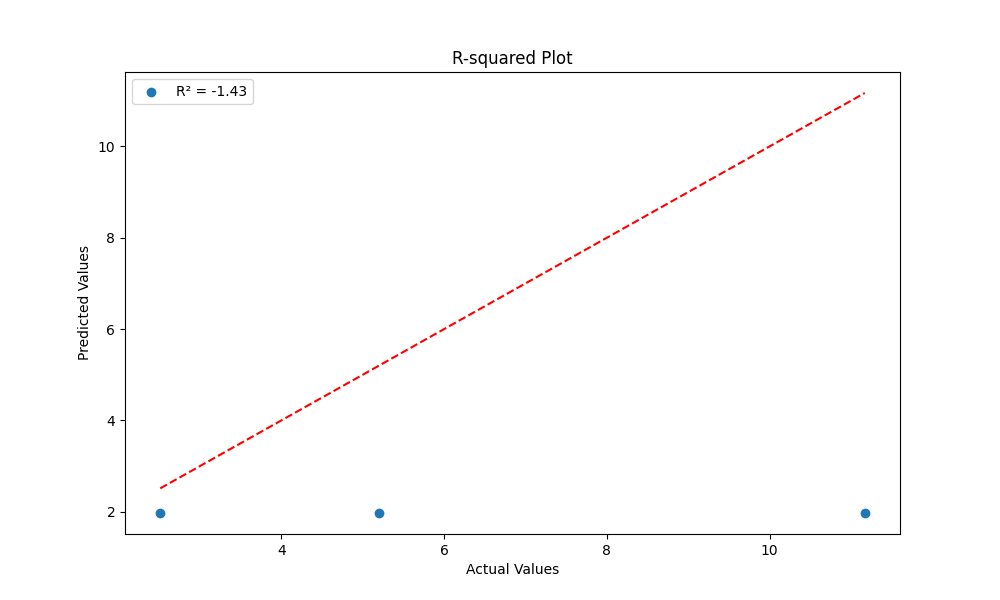 R-squared Plot
R² = -1.43
10
8
6
4
2
Predicted Values
4 6 8 10
Actual Values